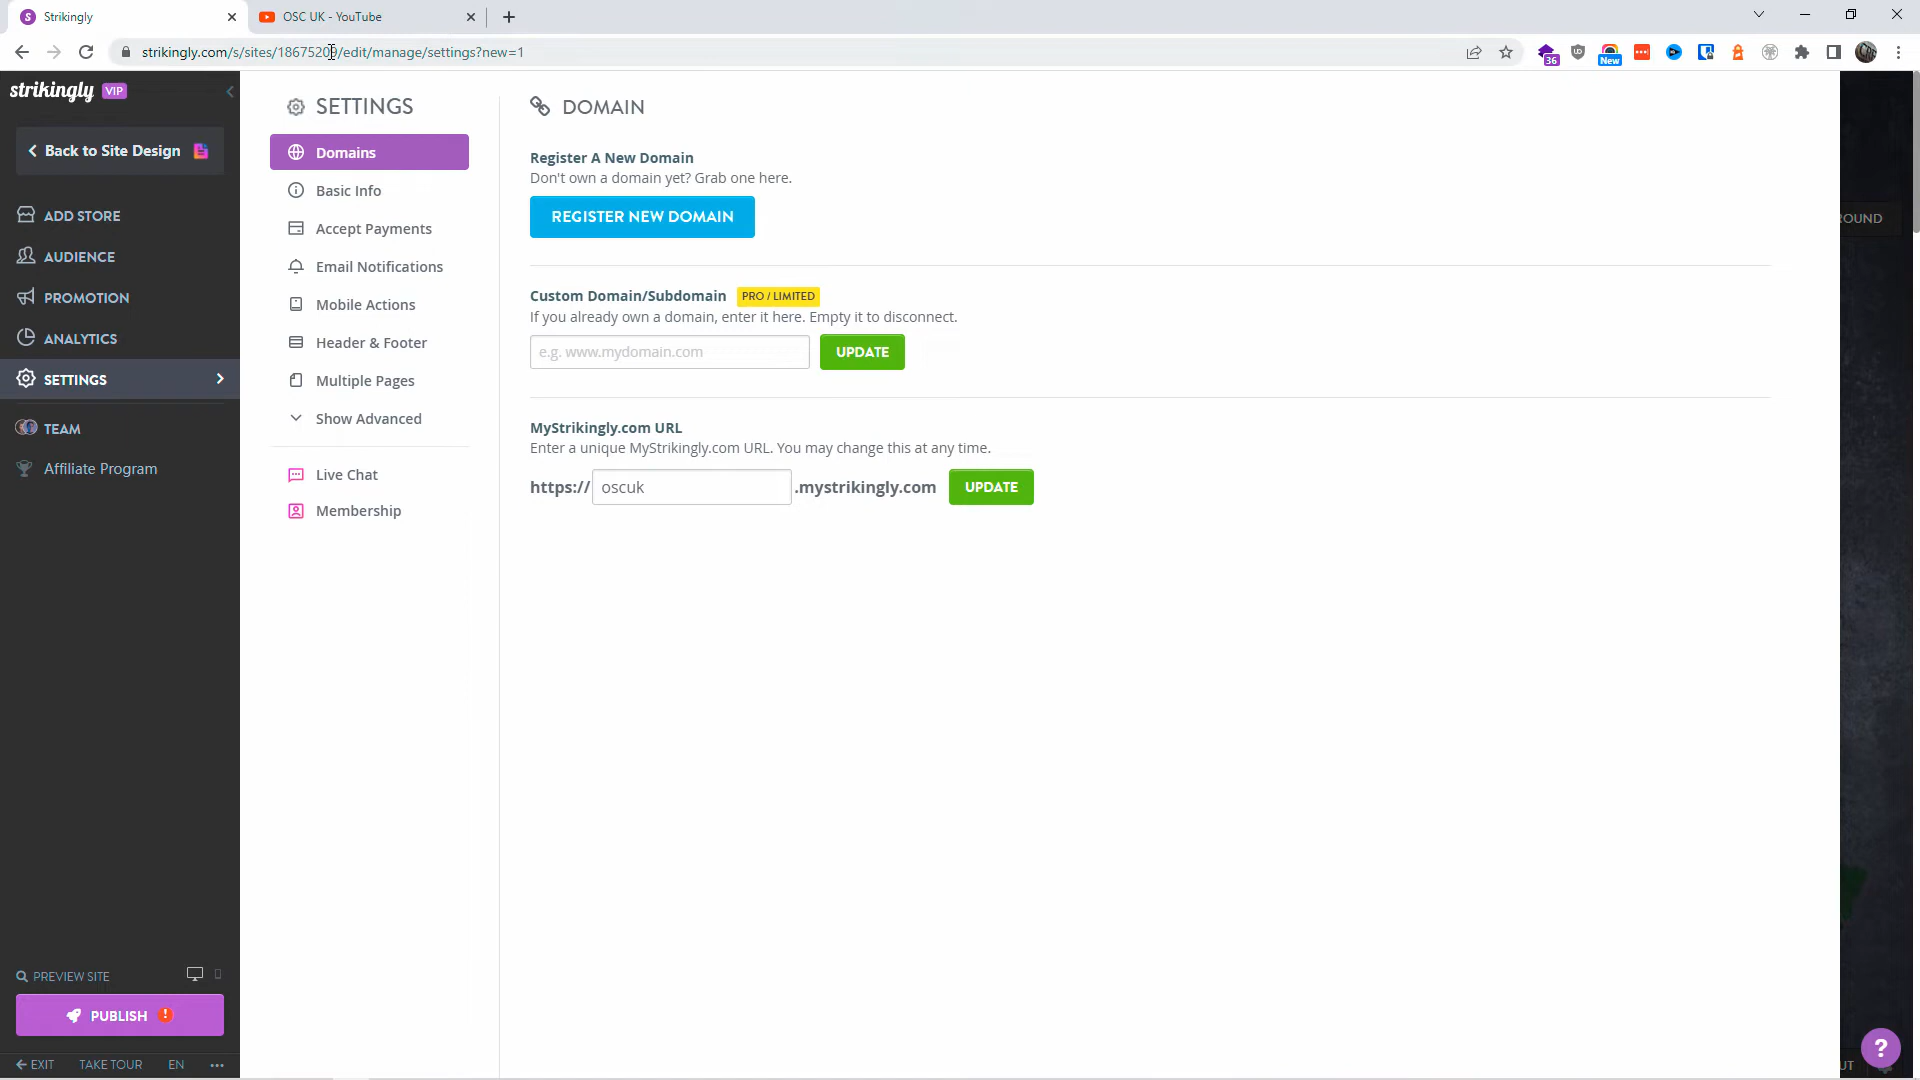 Strikingly
OSC UK - YouTube
strikingly.com/s/sites/18675209/edit/manage/settings?new=1
36
New
strikingly VIP
Back to Site Design
ADD STORE
AUDIENCE
PROMOTION
ANALYTICS
SETTINGS
TEAM
Affiliate Program
PREVIEW SITE
PUBLISH !
EXIT TAKE TOUR EN ...
SETTINGS
Domains
Basic Info
Accept Payments
Email Notifications
Mobile Actions
Header & Footer
Multiple Pages
Show Advanced
Live Chat
Membership
DOMAIN
Register A New Domain
Don't own a domain yet? Grab one here.
REGISTER NEW DOMAIN
Custom Domain/Subdomain PRO / LIMITED
If you already own a domain, enter it here. Empty it to disconnect.
e.g. www.mydomain.com UPDATE
MyStrikingly.com URL
Enter a unique MyStrikingly.com URL. You may change this at any time.
https:// oscuk .mystrikingly.com UPDATE
ROUND
?
UT